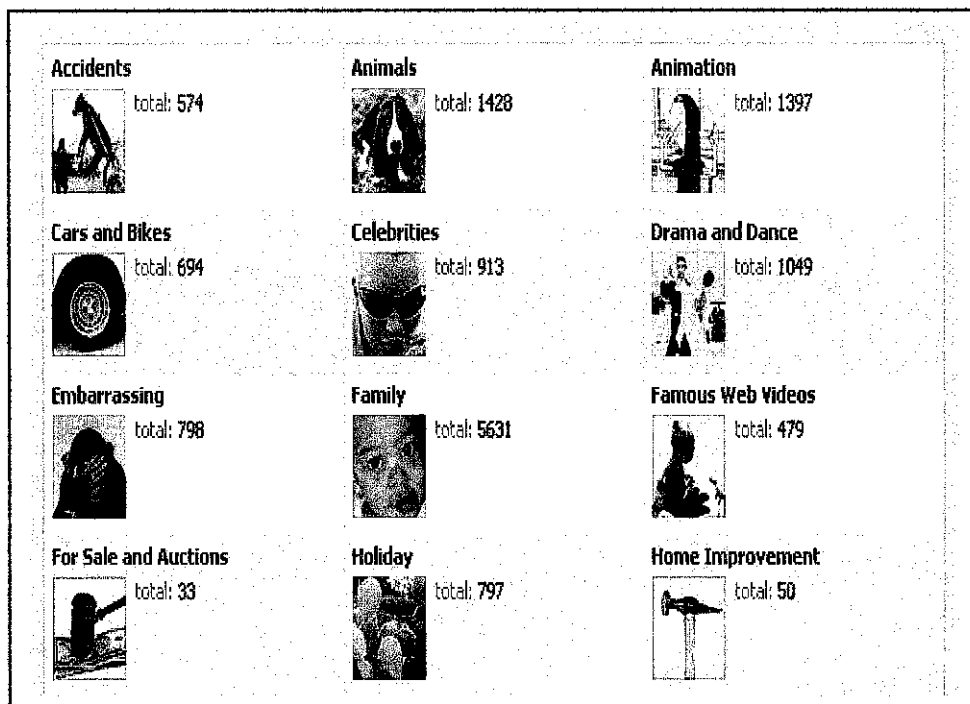 Accidents
total: 574
Animals
total: 1428
Animation
total: 1397
Cars and Bikes
total: 694
Celebrities
total: 913
Drama and Dance
total: 1049
Embarrassing
total: 798
Family
total: 5631
Famous Web Videos
total: 479
For Sale and Auctions
total: 33
Holiday
total: 797
Home Improvement
total: 50